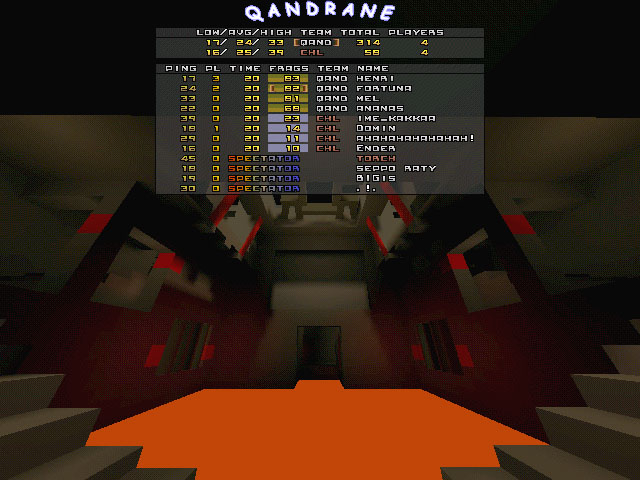 QANDRANE
LOW/AVG/HIGH TEAM TOTAL PLAYERS
17/ 24/ 33 [QAND] 314 4
16/ 25/ 39 CHL 58 4
PING PL TIME FRAGS TEAM NAME
17 3 20 83 QAND HENRI
24 2 20 [ 82] QAND FORTUNA
33 0 20 81 QAND MEL
22 0 20 68 QAND ANANAS
39 0 20 23 CHL IME_KAKKAA
18 1 20 14 CHL DOMIN
29 0 20 11 CHL AHAHAHAHAHAHAH!
16 0 20 10 CHL ENDER
45 0 SPECTATOR TORCH
18 0 SPECTATOR SEPPO RATY
19 0 SPECTATOR BIGIS
30 0 SPECTATOR . !.